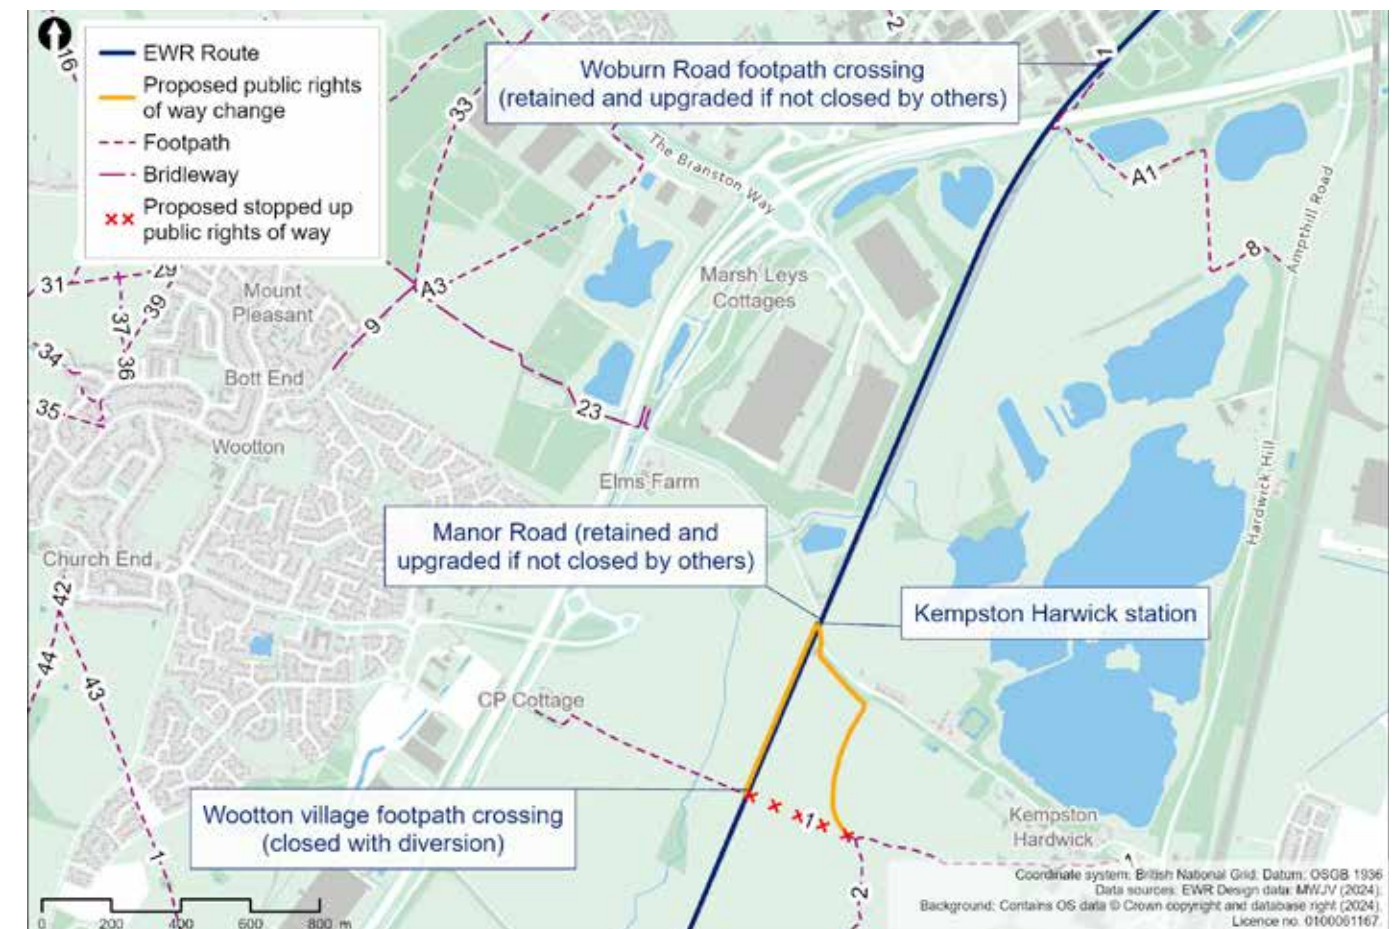 EWR Route
Proposed public rights
of way change
Footpath
Bridleway
Proposed stopped up
public rights of way
16
2
1
Woburn Road footpath crossing
(retained and upgraded if not closed by others)
33
The Branston Way
A1
Ampthill Road
8
31
29
A3
Mount
Pleasant
Marsh Leys
Cottages
37
39
9
34
36
Bott End
35
23
Wootton
Elms Farm
Hardwick Hill
Manor Road (retained and
upgraded if not closed by others)
Church End
42
Kempston Harwick station
44
43
CP Cottage
Wootton village footpath crossing
(closed with diversion)
1
Kempston
Hardwick
1
1
2
Coordinate system: British National Grid. Datum: OSGB 1936
Data sources: EWR Design data: MWJV (2024).
Background: Contains OS data © Crown copyright and database right (2024).
Licence no. 0100061167.
0 200 400 600 800 m